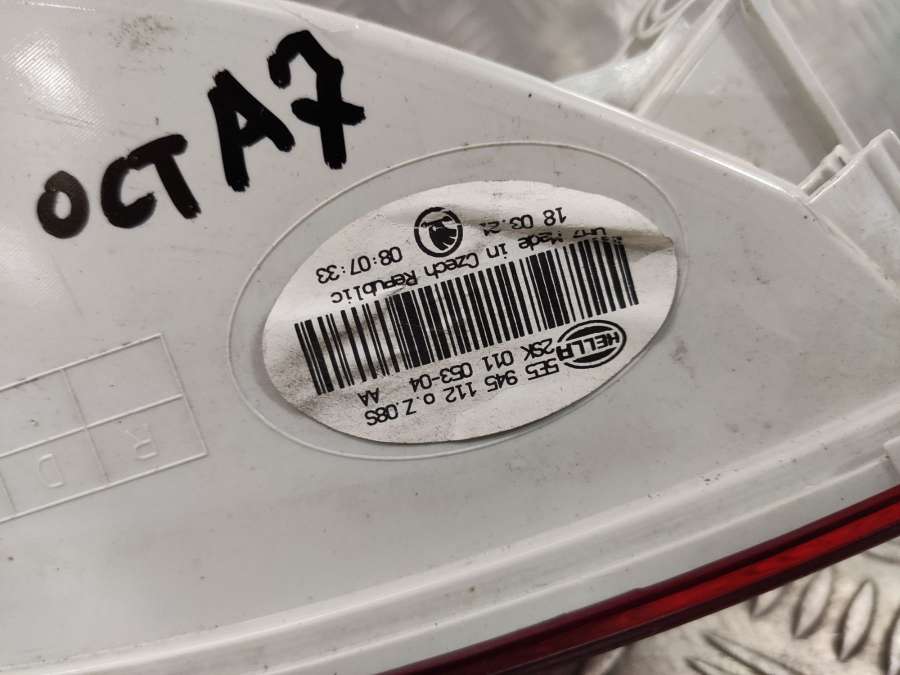 OCT A7
5E5 945 112 o.Z.08S
2SK 011 053-04 AA
HELLA
Made in Czech Republic
18 03.21 08:07:33
R
D